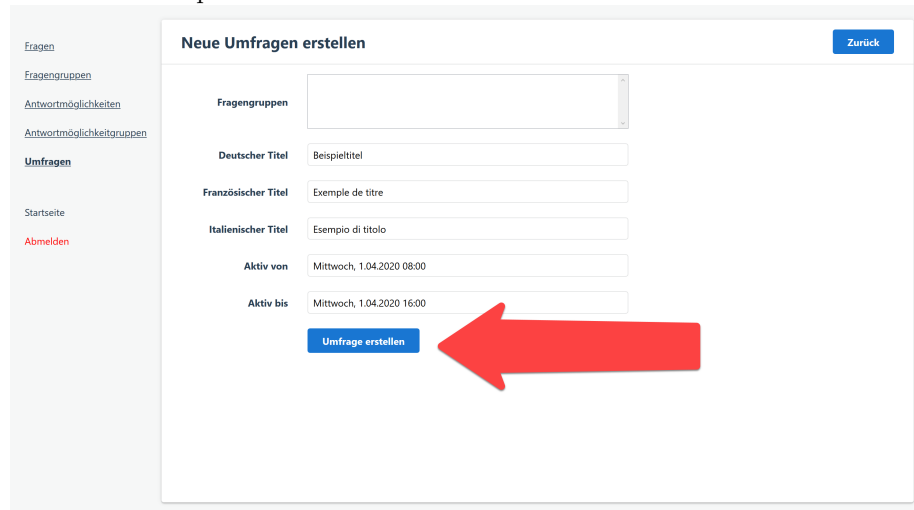 Neue Umfragen erstellen
Zurück
Fragen
Fragengruppen
Antwortmöglichkeiten
Antwortmöglichkeitgruppen
Umfragen
Startseite
Abmelden
Fragengruppen
Deutscher Titel Beispieltitel
Französischer Titel Exemple de titre
Italienischer Titel Esempio di titolo
Aktiv von Mittwoch, 1.04.2020 08:00
Aktiv bis Mittwoch, 1.04.2020 16:00
Umfrage erstellen